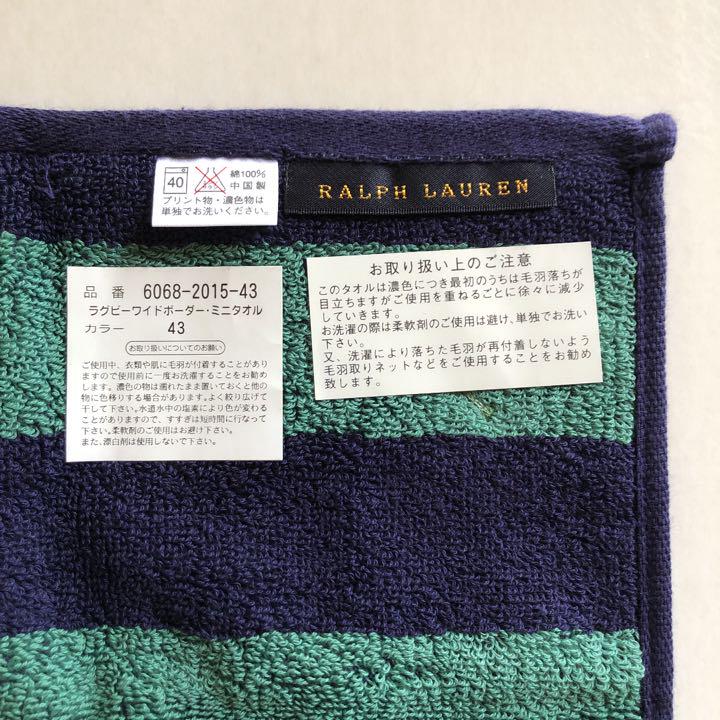 40
綿100%
中国製
プリント物・濃色物は
単独でお洗いください。
RALPH LAUREN
品 番 6068-2015-43
ラグビーワイドボーダー・ミニタオル
カラー 43
お取り扱いについてのお願い
ご使用中、衣類や肌に毛羽が付着することがあり
ますので使用前に一度お洗濯することをお勧め
します。濃色の物は濡れたまま置いておくと他の
物に色移りする場合があります。よく絞り広げて
干して下さい。水道水中の塩素により色が変わる
ことがありますので、すすぎは短時間に行なって
下さい。柔軟剤のご使用はお避け下さい。
また、漂白剤は使用しないで下さい。
お取り扱い上のご注意
このタオルは濃色につき最初のうちは毛羽落ちが
目立ちますがご使用を重ねるごとに徐々に減少
していきます。
お洗濯の際は柔軟剤のご使用は避け、単独でお洗い
下さい。
又、洗濯により落ちた毛羽が再付着しないよう
毛羽取りネットなどをご使用することをお勧め
致します。